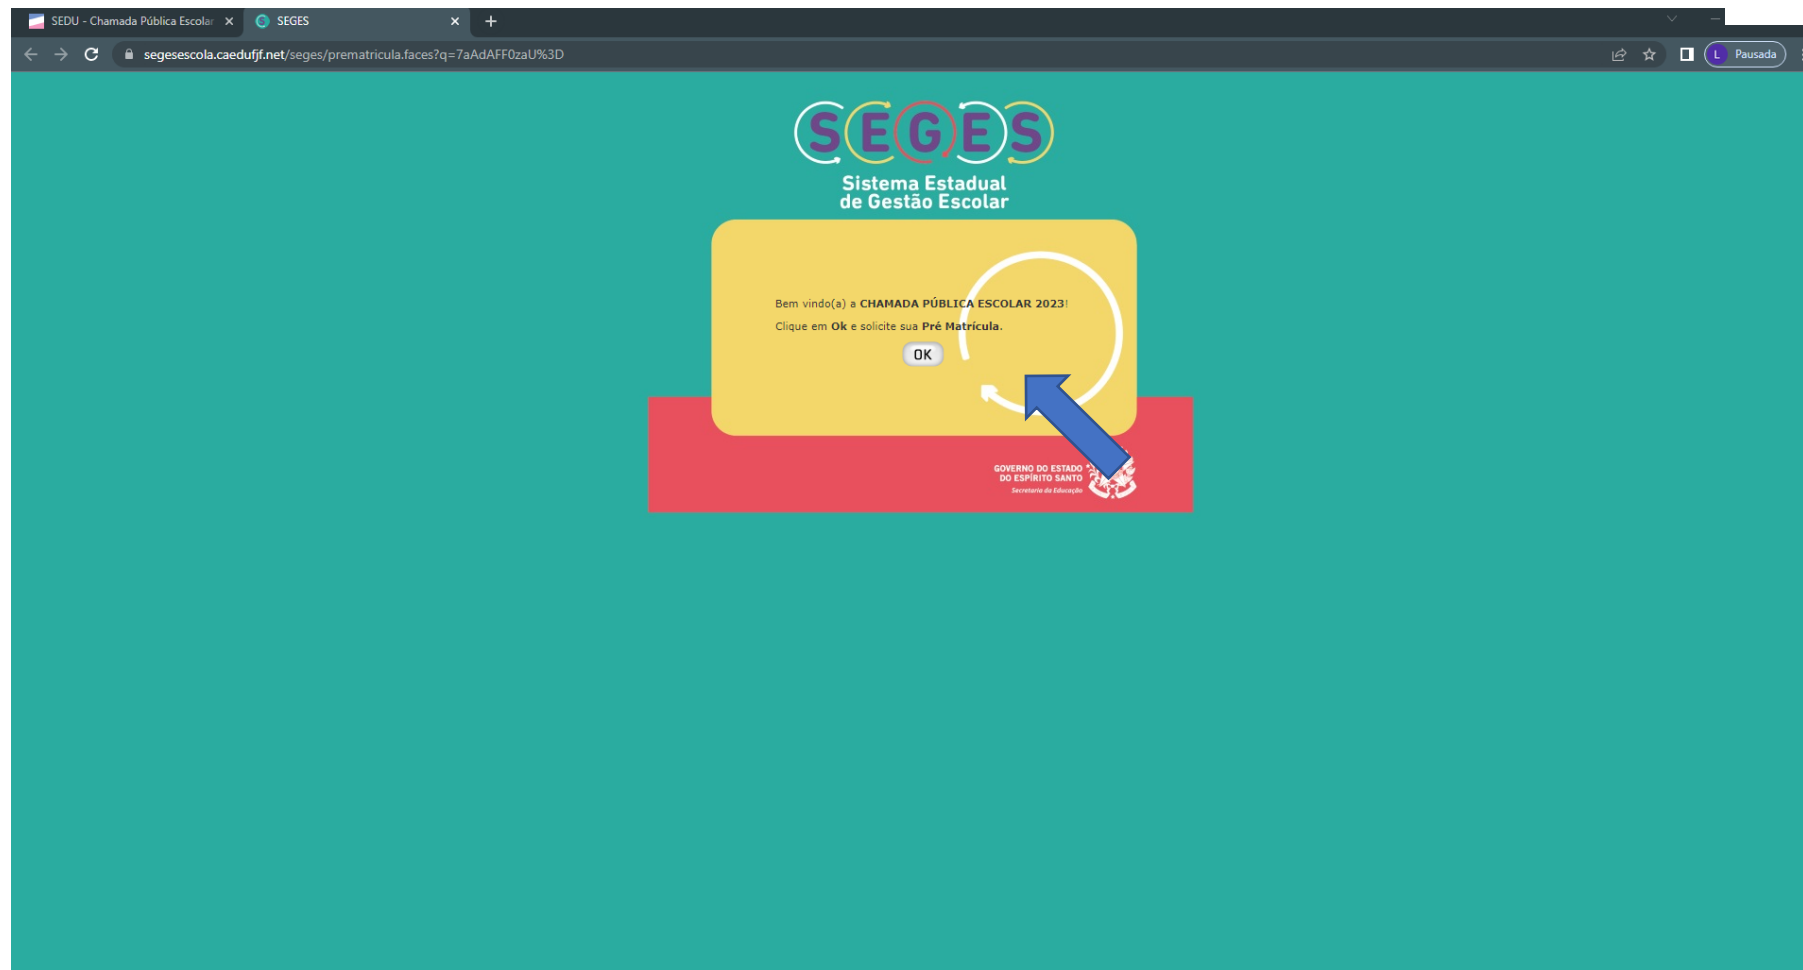 SEDU - Chamada Pública Escolar
SEGES
segesescola.caedufjf.net/seges/prematricula.faces?q=7aAdAFF0zaU%3D
L Pausada
SEGES
Sistema Estadual
de Gestão Escolar
Bem vindo(a) a CHAMADA PÚBLICA ESCOLAR 2023!
Clique em Ok e solicite sua Pré Matrícula.
OK
GOVERNO DO ESTADO
DO ESPÍRITO SANTO
Secretaria da Educação